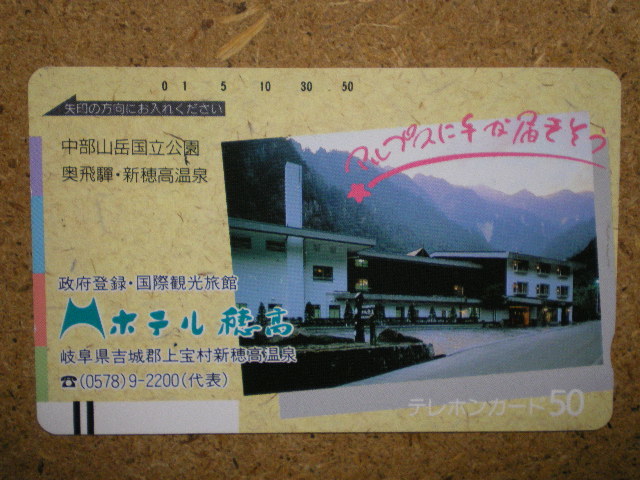 0 1 5 10 30 50
矢印の方向にお入れください
中部山岳国立公園
奥飛騨・新穂高温泉
アルプスに手が届きそう
政府登録・国際観光旅館
ホテル穂高
岐阜県吉城郡上宝村新穂高温泉
☎(0578)9-2200(代表)
テレホンカード50